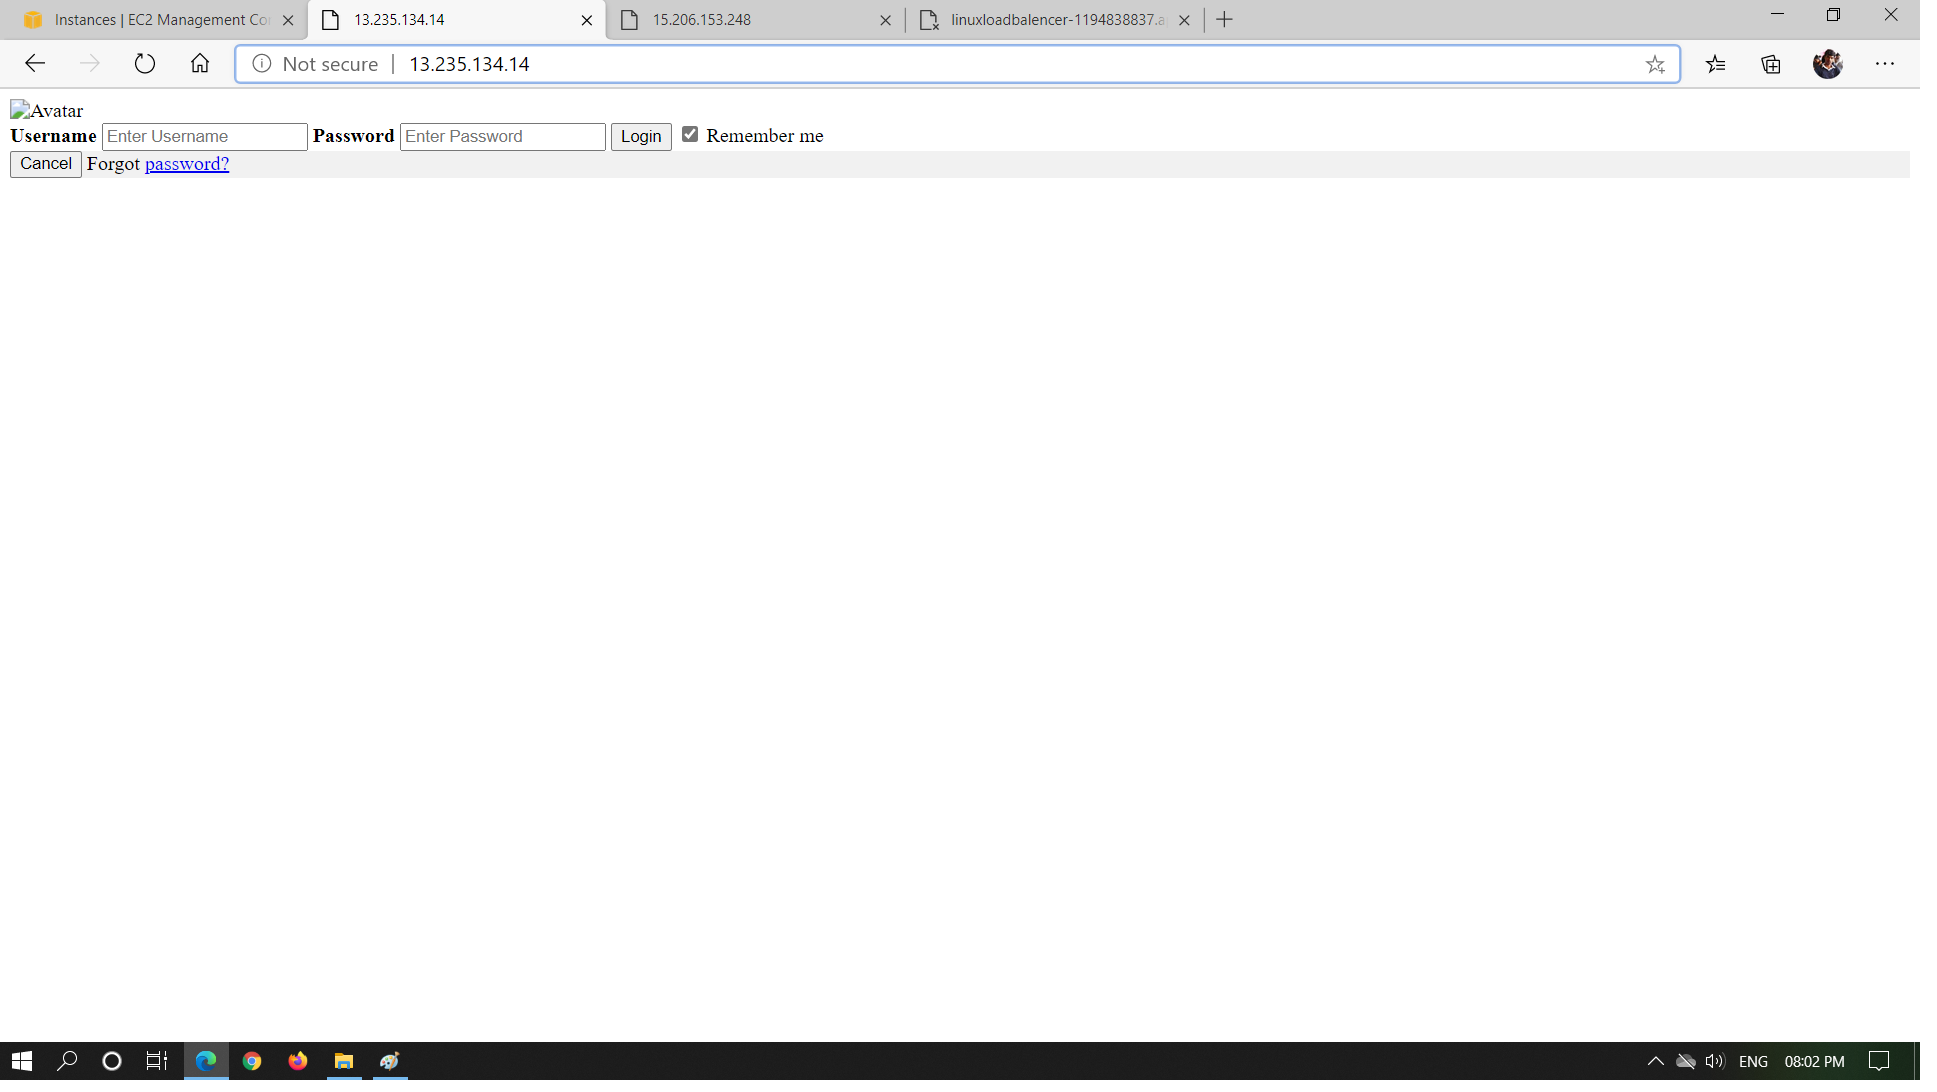 Instances | EC2 Management Co
13.235.134.14
15.206.153.248
linuxloadbalencer-1194838837.a
Not secure | 13.235.134.14
Avatar
Username Enter Username Password Enter Password Login Remember me
Cancel Forgot password?
ENG 08:02 PM